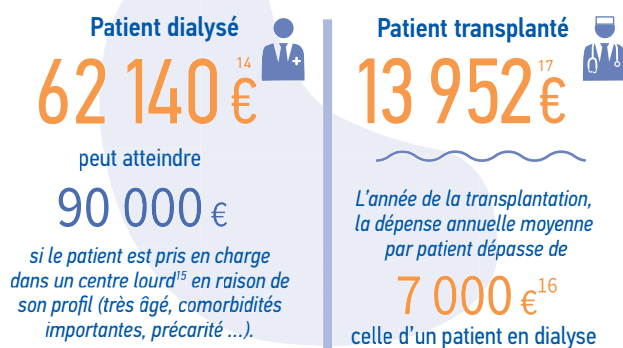 Patient dialysé
62 140 €14
peut atteindre
90 000 €
si le patient est pris en charge
dans un centre lourd15 en raison de
son profil (très âgé, comorbidités
importantes, précarité ...).
Patient transplanté
13 952 €17
L'année de la transplantation,
la dépense annuelle moyenne
par patient dépasse de
7 000 €16
celle d'un patient en dialyse